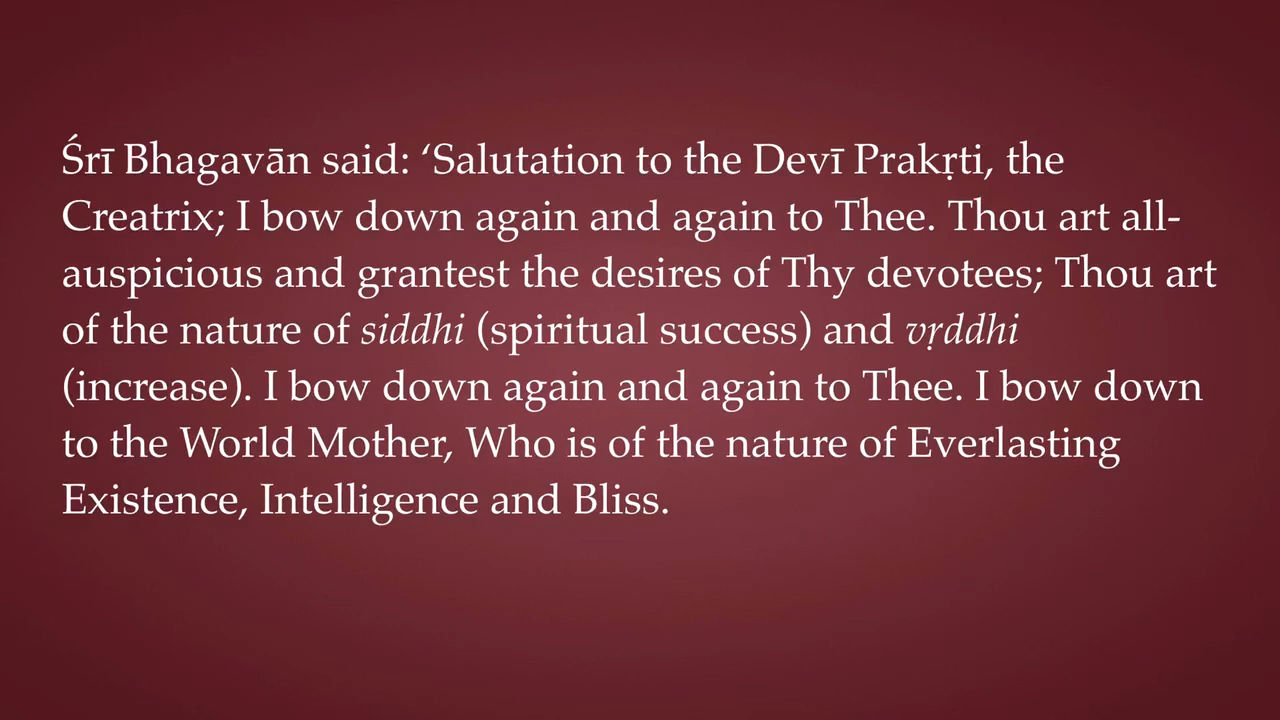 Śrī Bhagavān said: ‘Salutation to the Devī Prakṛti, the
Creatrix; I bow down again and again to Thee. Thou art all-
auspicious and grantest the desires of Thy devotees; Thou art
of the nature of siddhi (spiritual success) and vṛddhi
(increase). I bow down again and again to Thee. I bow down
to the World Mother, Who is of the nature of Everlasting
Existence, Intelligence and Bliss.